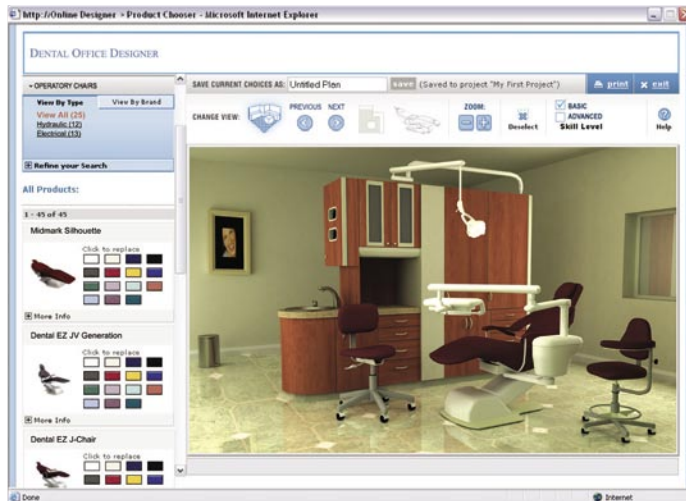 http://Online Designer > Product Chooser - Microsoft Internet Explorer
DENTAL OFFICE DESIGNER
OPERATORY CHAIRS
View By Type
View By Brand
View All (25)
Hydraulic (12)
Electrical (13)
Refine your Search
All Products:
1 - 45 of 45
Midmark Silhouette
Click to replace
More Info
Dental EZ JV Generation
Click to replace
More Info
Dental EZ J-Chair
Click to replace
SAVE CURRENT CHOICES AS:
Untitled Plan
save
(Saved to project "My First Project")
print
x exit
CHANGE VIEW:
PREVIOUS
NEXT
ZOOM:
Deselect
BASIC
ADVANCED
Skill Level
Help
Done
Internet